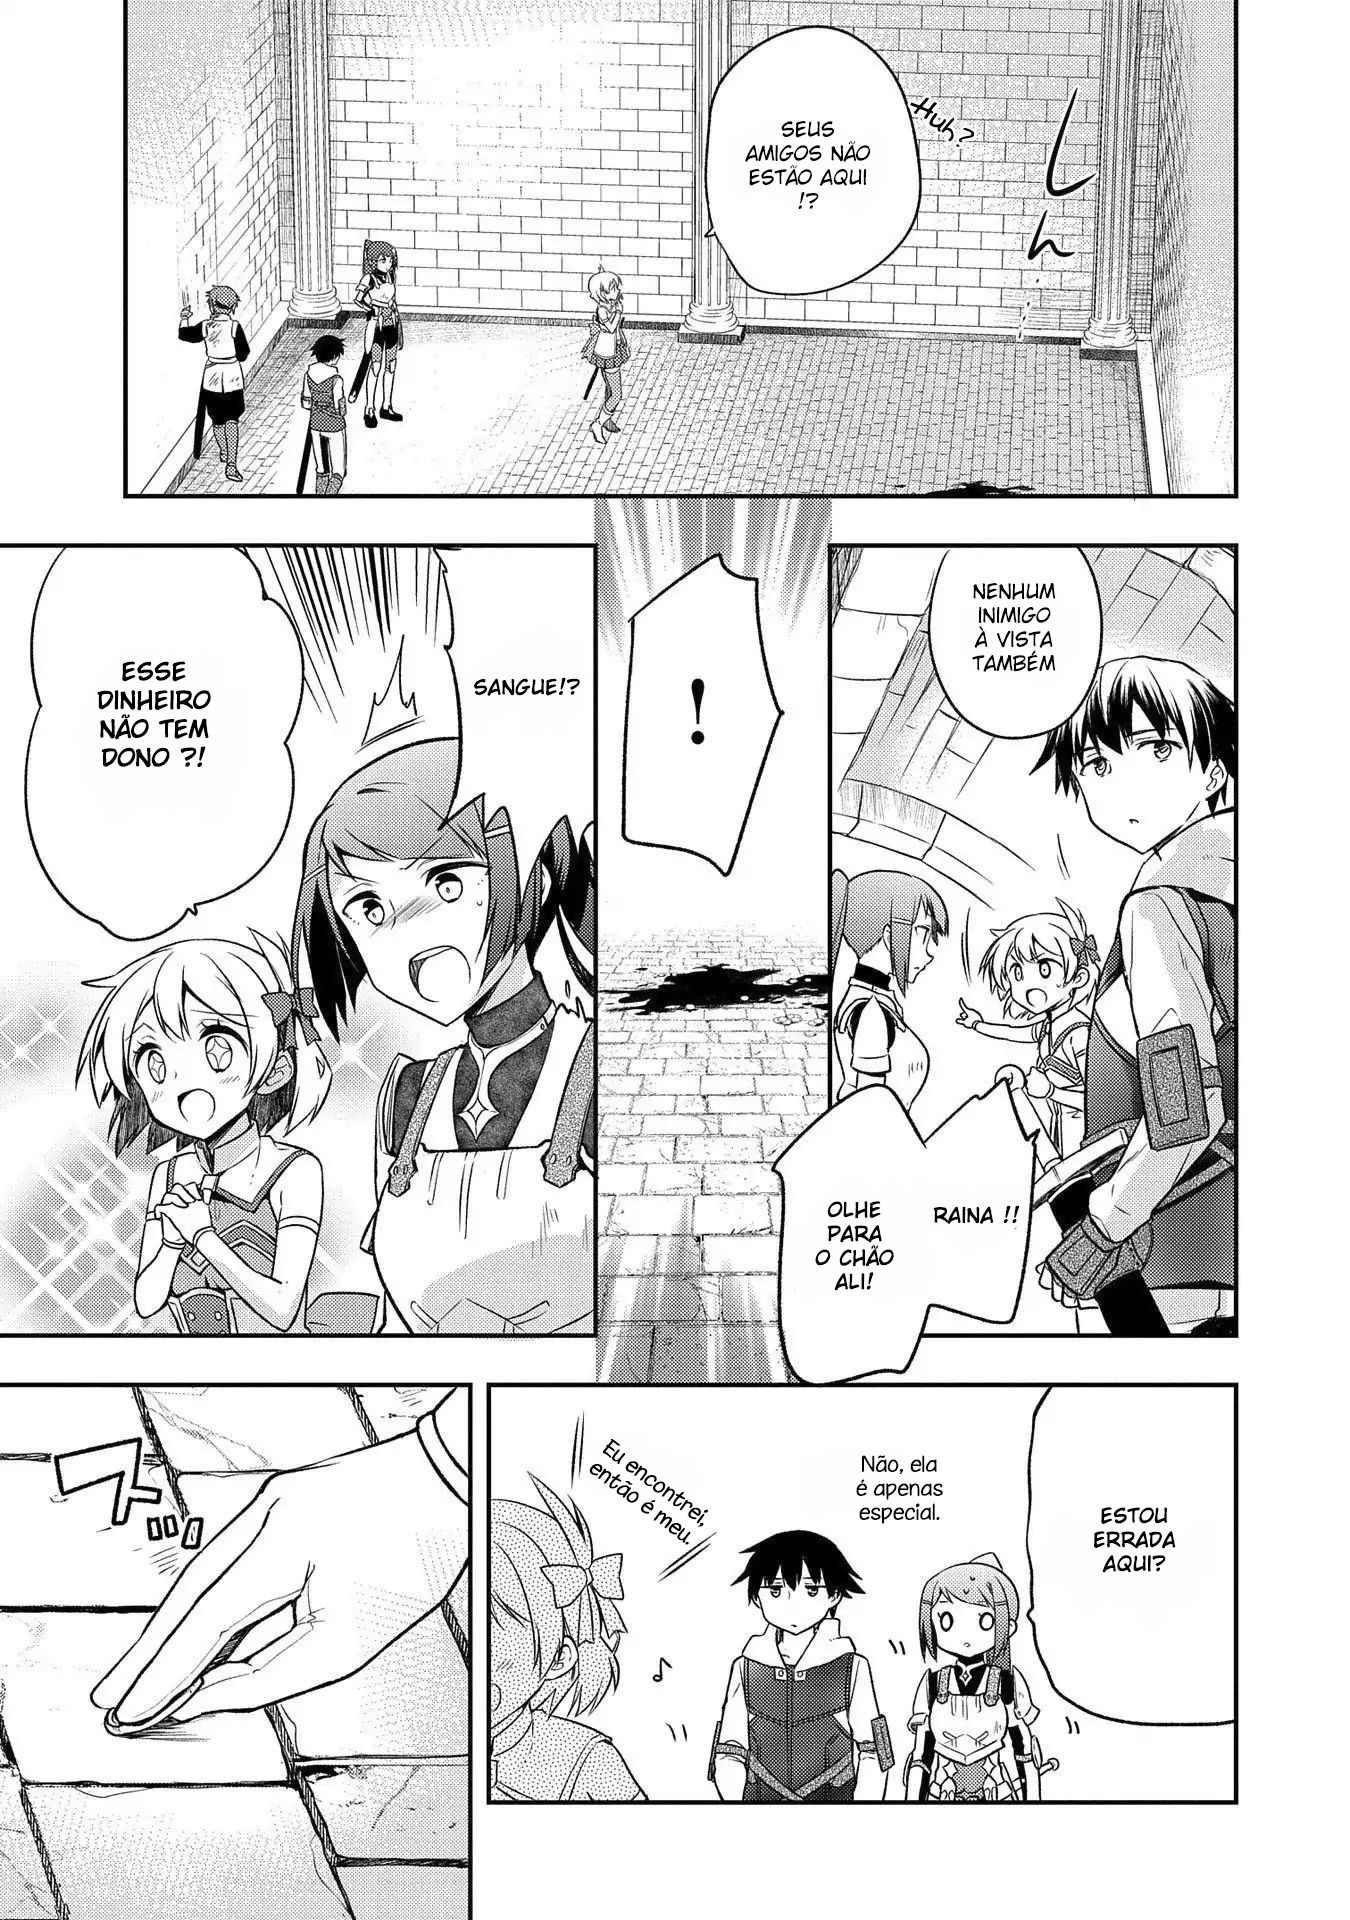 Huh?
SEUS
AMIGOS NÃO
ESTÃO AQUI
!?
しん
NENHUM
INIMIGO
À VISTA
TAMBÉM
RAINA !!
OLHE
PARA
O CHÃO
ALI!
!
SANGUE!?
ESSE
DINHEIRO
NÃO TEM
DONO ?!
ESTOU
ERRADA
AQUI?
Não, ela
é apenas
especial.
Eu encontrei,
então é meu.